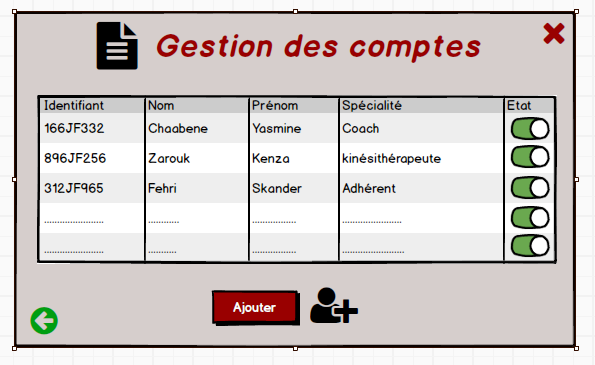 Gestion des comptes
Identifiant Nom Prénom Spécialité Etat
166JF332 Chaabene Yasmine Coach
896JF256 Zarouk Kenza kinésithérapeute
312JF965 Fehri Skander Adhérent
........................ ............. .................. ........................
........................ ............ .................. .........................
Ajouter